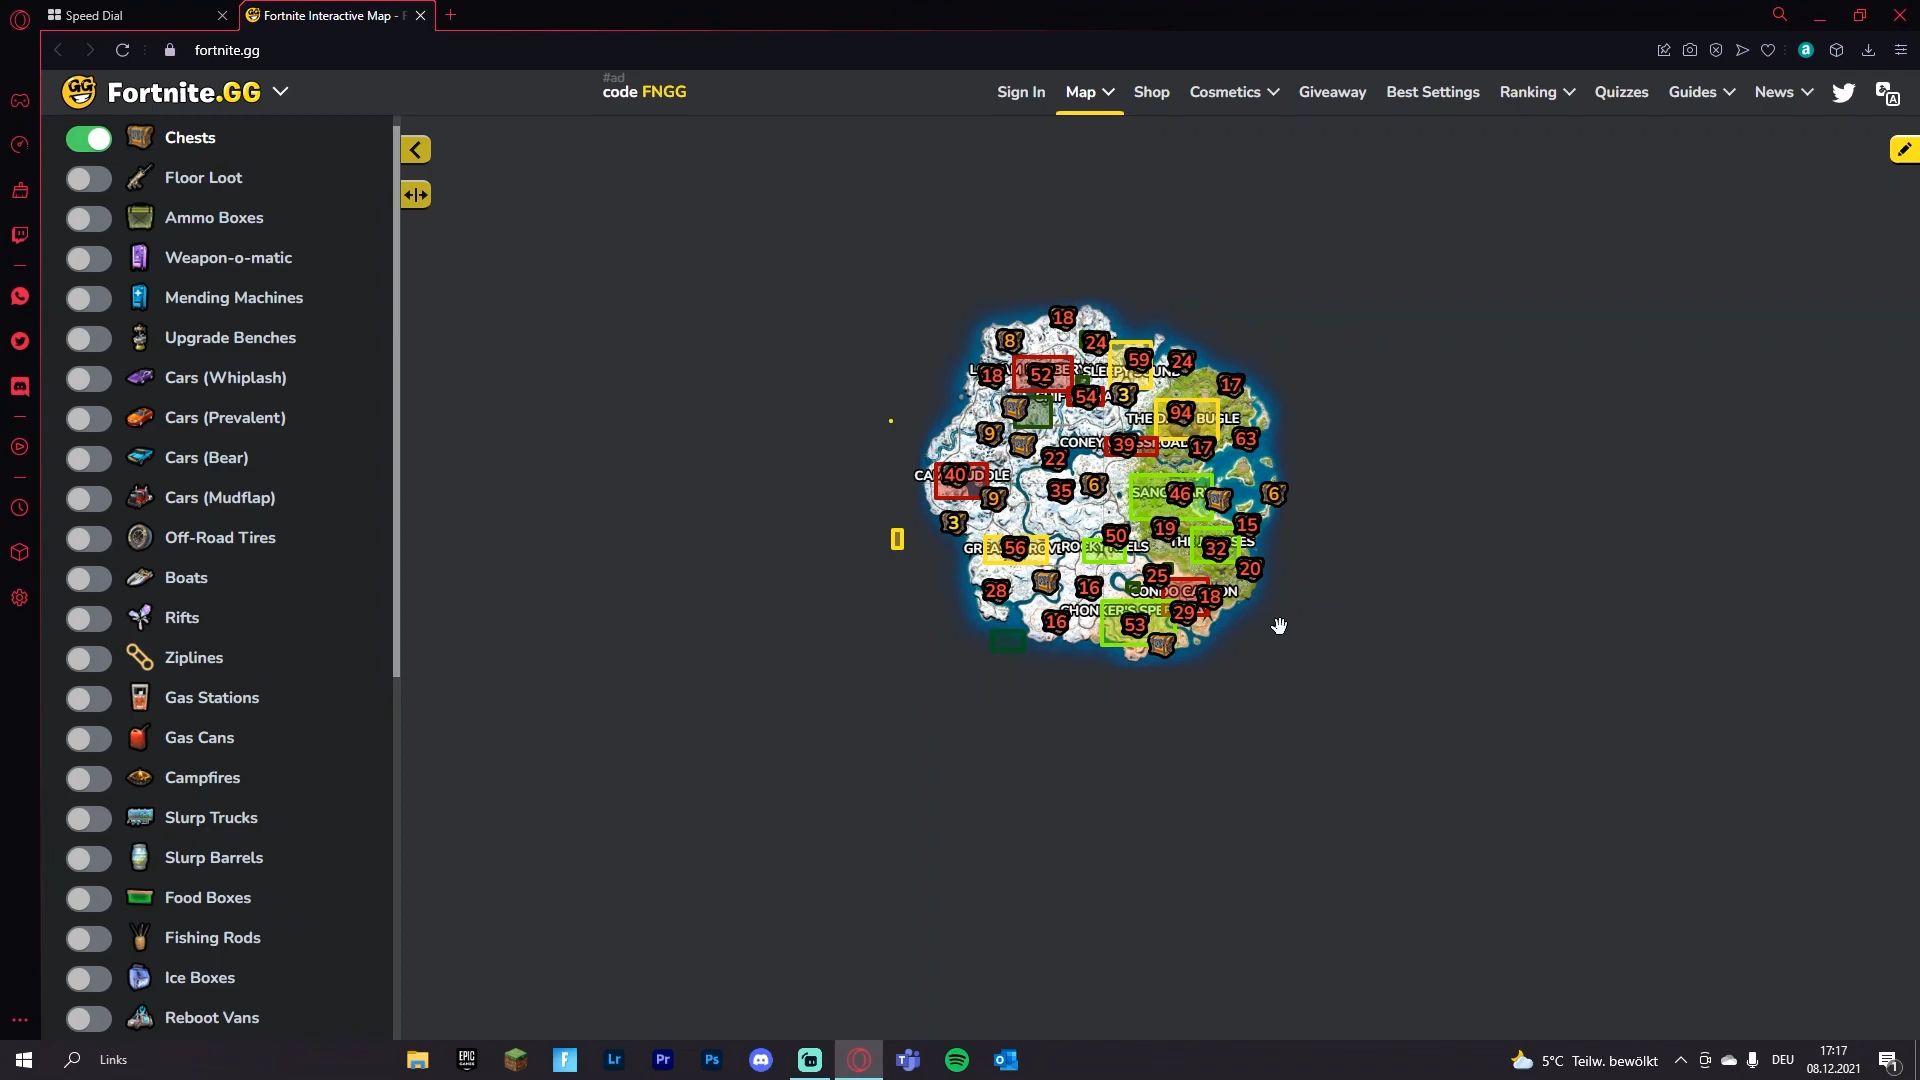 Speed Dial
Fortnite Interactive Map - F
fortnite.gg
Fortnite.GG
#ad
code FNGG
Sign In
Map
Shop
Cosmetics
Giveaway
Best Settings
Ranking
Quizzes
Guides
News
Chests
Floor Loot
Ammo Boxes
Weapon-o-matic
Mending Machines
Upgrade Benches
Cars (Whiplash)
Cars (Prevalent)
Cars (Bear)
Cars (Mudflap)
Off-Road Tires
Boats
Rifts
Ziplines
Gas Stations
Gas Cans
Campfires
Slurp Trucks
Slurp Barrels
Food Boxes
Fishing Rods
Ice Boxes
Reboot Vans
18
8
24
59
24
18
52
17
54
3
94
THE D BUGLE
9
39
17
63
22
40
9
35
6
46
6
3
50
19
15
56
32
28
16
25
20
18
16
53
29
Links
5°C Teilw. bewölkt
DEU
17:17
08.12.2021